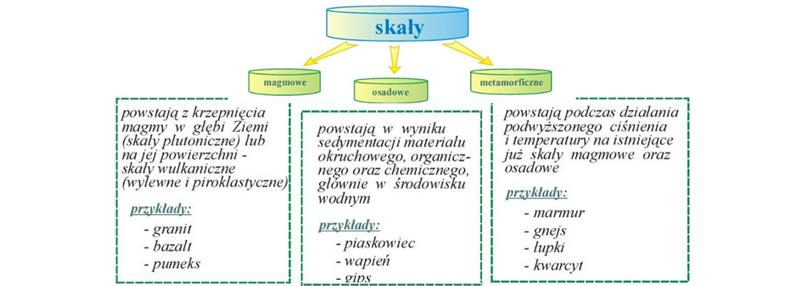 skały
magmowe
osadowe
metamorficzne
powstają z krzepnięcia
magmy w głębi Ziemi
(skały plutoniczne) lub
na jej powierzchni -
skały wulkaniczne
(wylewne i piroklastyczne)
przykłady:
- granit
- bazalt
- pumeks
powstają w wyniku
sedymentacji materialu
okruchowego, organicz-
nego oraz chemicznego,
głównie w środowisku
wodnym
przykłady:
- piaskowiec
- wapień
- gips
powstają podczas działania
podwyższonego ciśnienia
i temperatury na istniejące
już skały magmowe oraz
osadowe
przykłady:
- marmur
- gnejs
- łupki
- kwarcyt